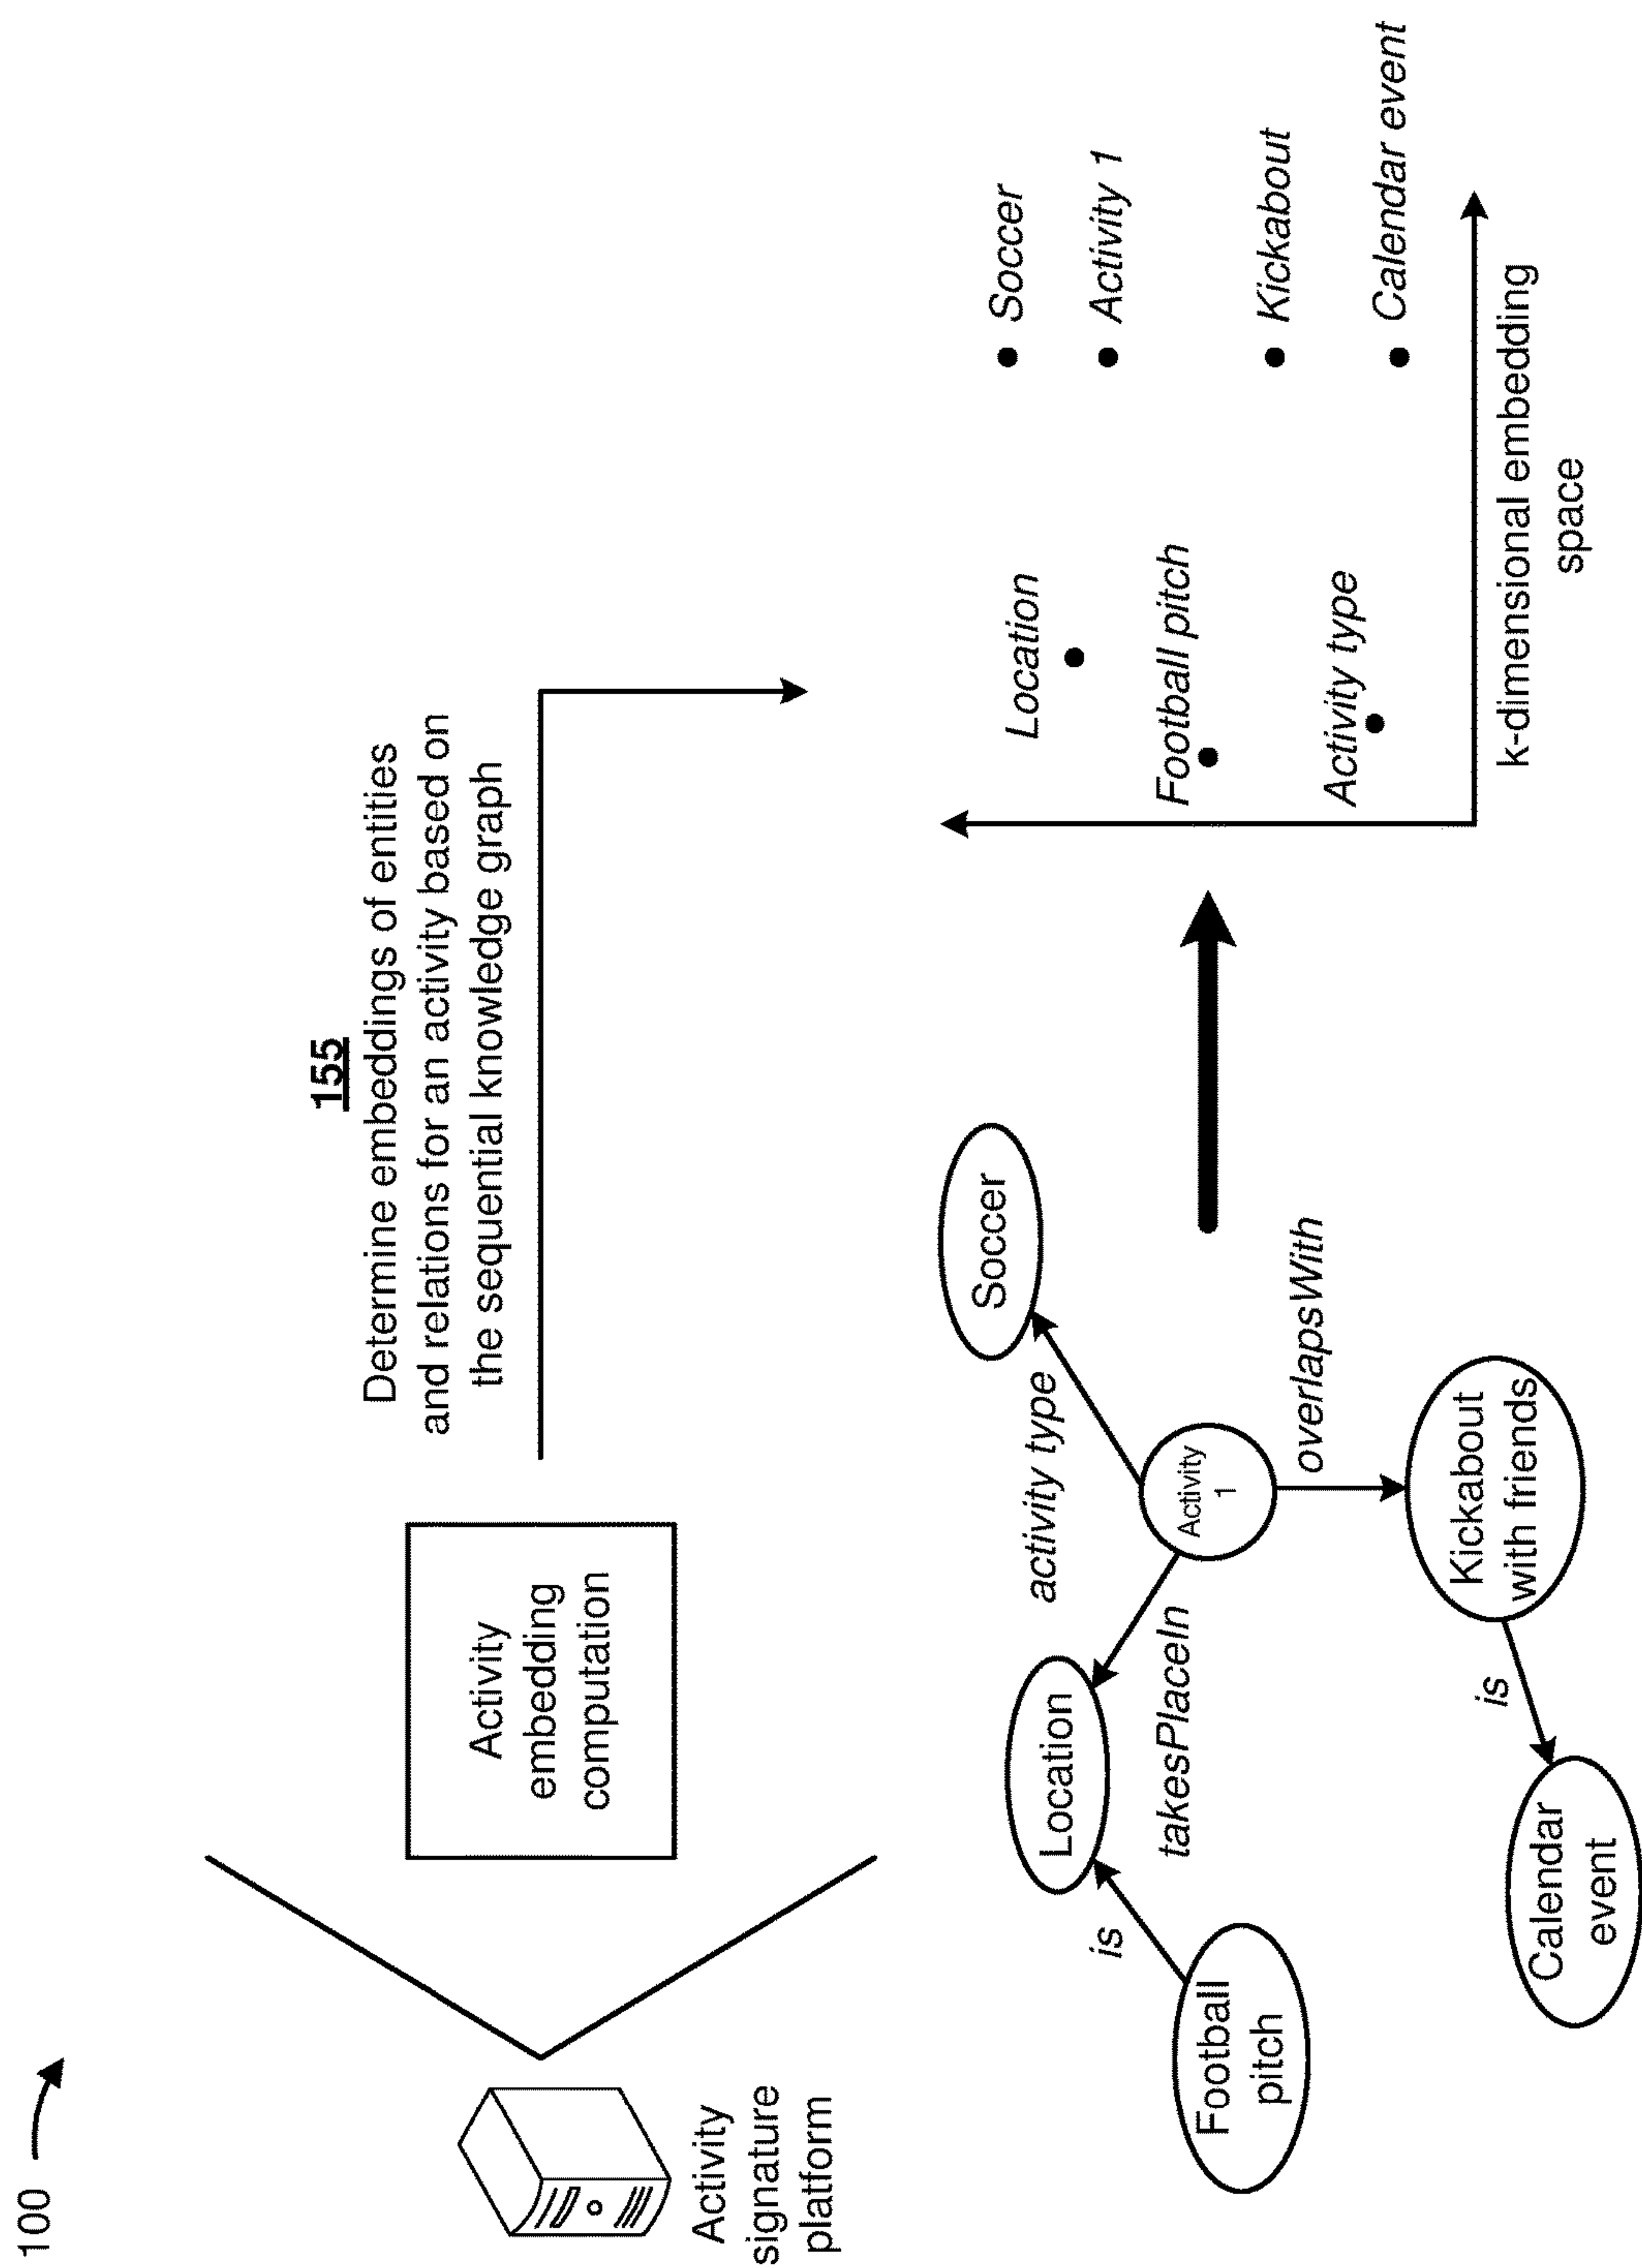 100
155
Determine embeddings of entities
and relations for an activity based on
the sequential knowledge graph
Activity
embedding
computation
Activity
signature
platform
Soccer
activity type
Location
takesPlaceIn
Activity
1
is
Football
pitch
overlapsWith
Kickabout
with friends
is
Calendar
event
Location
Soccer
Activity 1
Football pitch
Kickabout
Activity type
Calendar event
k-dimensional embedding
space